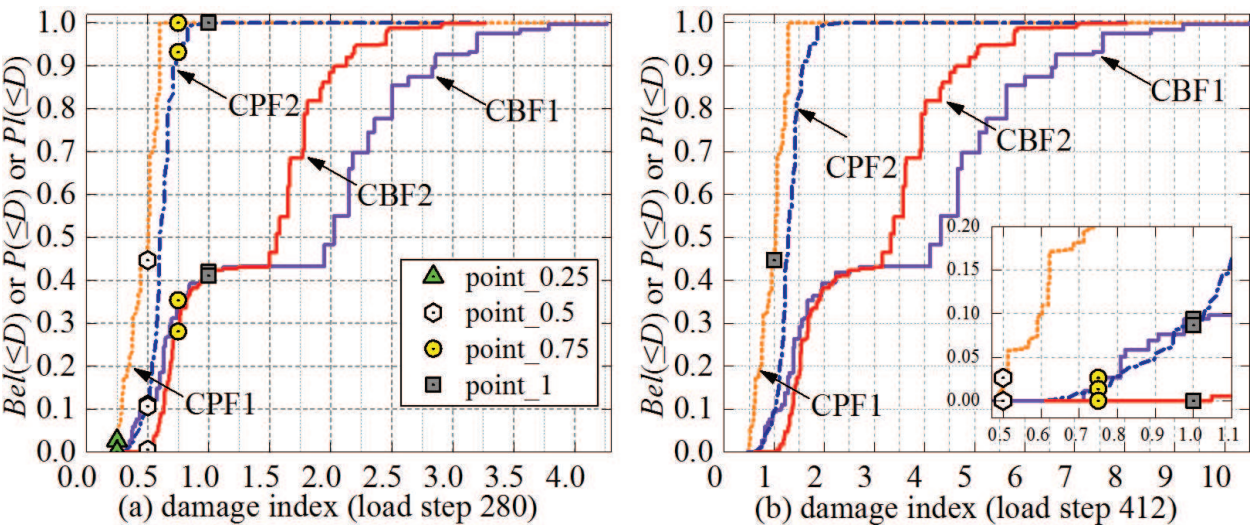 Bel(≤D) or P(≤D) or Pl(≤D)
1.0
0.9
0.8
0.7
0.6
0.5
0.4
0.3
0.2
0.1
0.0
CPF2
CBF1
CBF2
CPF1
point_0.25
point_0.5
point_0.75
point_1
0.0 0.5 1.0 1.5 2.0 2.5 3.0 3.5 4.0
(a) damage index (load step 280)
Bel(≤D) or P(≤D) or Pl(≤D)
1.0
0.9
0.8
0.7
0.6
0.5
0.4
0.3
0.2
0.1
0.0
CBF1
CBF2
CPF2
CPF1
0.20
0.15
0.10
0.05
0.00
0.5 0.6 0.7 0.8 0.9 1.0 1.1
0 1 2 3 4 5 6 7 8 9 10
(b) damage index (load step 412)